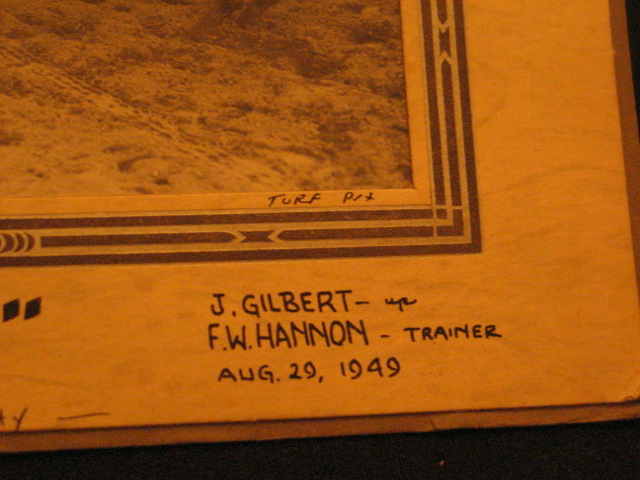 TURF PIX
J. GILBERT - up
F.W. HANNON - TRAINER
AUG. 29, 1949